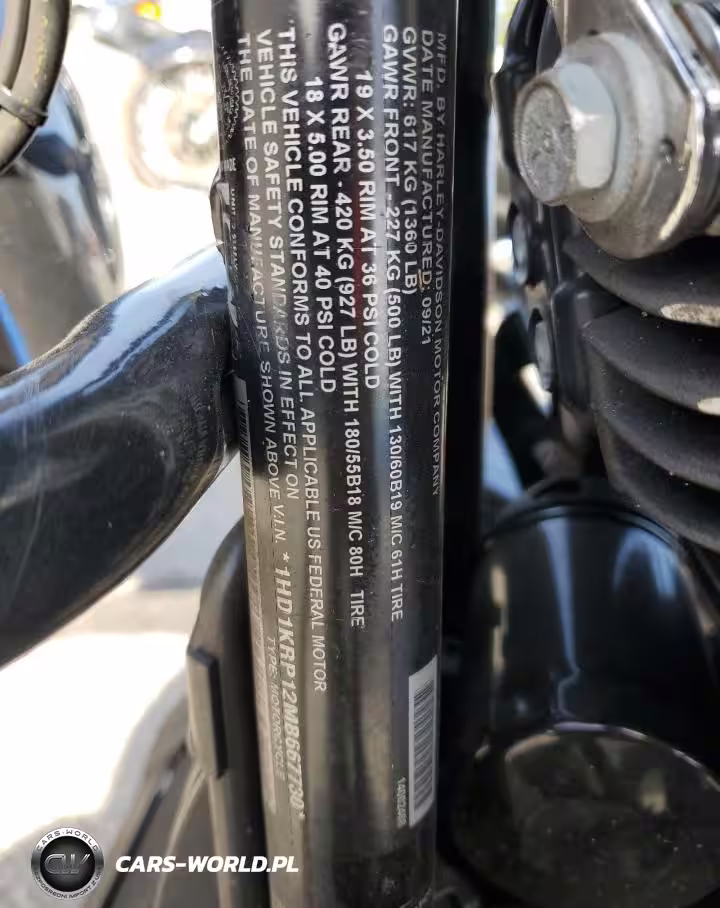 MFD. BY HARLEY-DAVIDSON MOTOR COMPANY
DATE MANUFACTURED: 09/21
GVWR: 617 KG (1360 LB)
GAWR FRONT - 227 KG (500 LB) WITH 130/60B19 M/C 61H TIRE
19 X 3.50 RIM AT 36 PSI COLD
GAWR REAR - 420 KG (927 LB) WITH 180/55B18 M/C 80H TIRE
18 X 5.00 RIM AT 40 PSI COLD
THIS VEHICLE CONFORMS TO ALL APPLICABLE US FEDERAL MOTOR
VEHICLE SAFETY STANDARDS IN EFFECT ON
THE DATE OF MANUFACTURE SHOWN ABOVE V.I.N. *1HD1KRP12MB667730*
TYPE: MOTORCYCLE
CARS-WORLD
CW
CARS-WORLD.PL